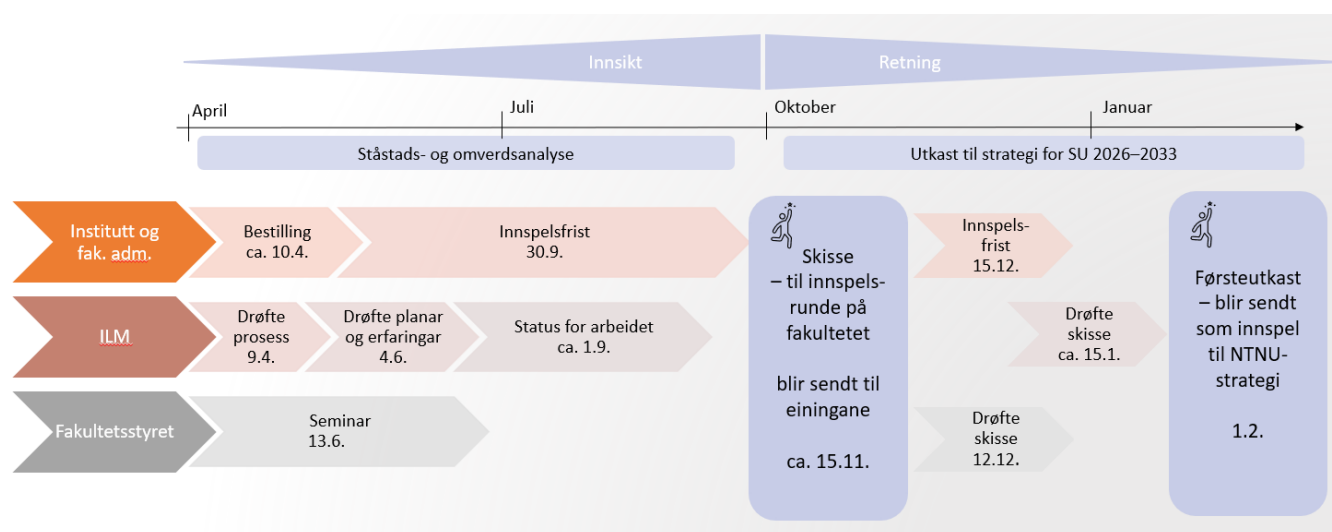 Innsikt
Retning
April
Juli
Oktober
Januar
Ståstads- og omverdsanalyse
Utkast til strategi for SU 2026–2033
Institutt og
fak. adm.
Bestilling
ca. 10.4.
Innspelsfrist
30.9.
Innspels-
frist
15.12.
ILM
Drøfte
prosess
9.4.
Drøfte planar
og erfaringar
4.6.
Status for arbeidet
ca. 1.9.
Drøfte
skisse
ca. 15.1.
Fakultetsstyret
Seminar
13.6.
Drøfte
skisse
12.12.
Skisse
– til innspels-
runde på
fakultetet
blir sendt til
einingane
ca. 15.11.
Førsteutkast
– blir sendt
som innspel
til NTNU-
strategi
1.2.